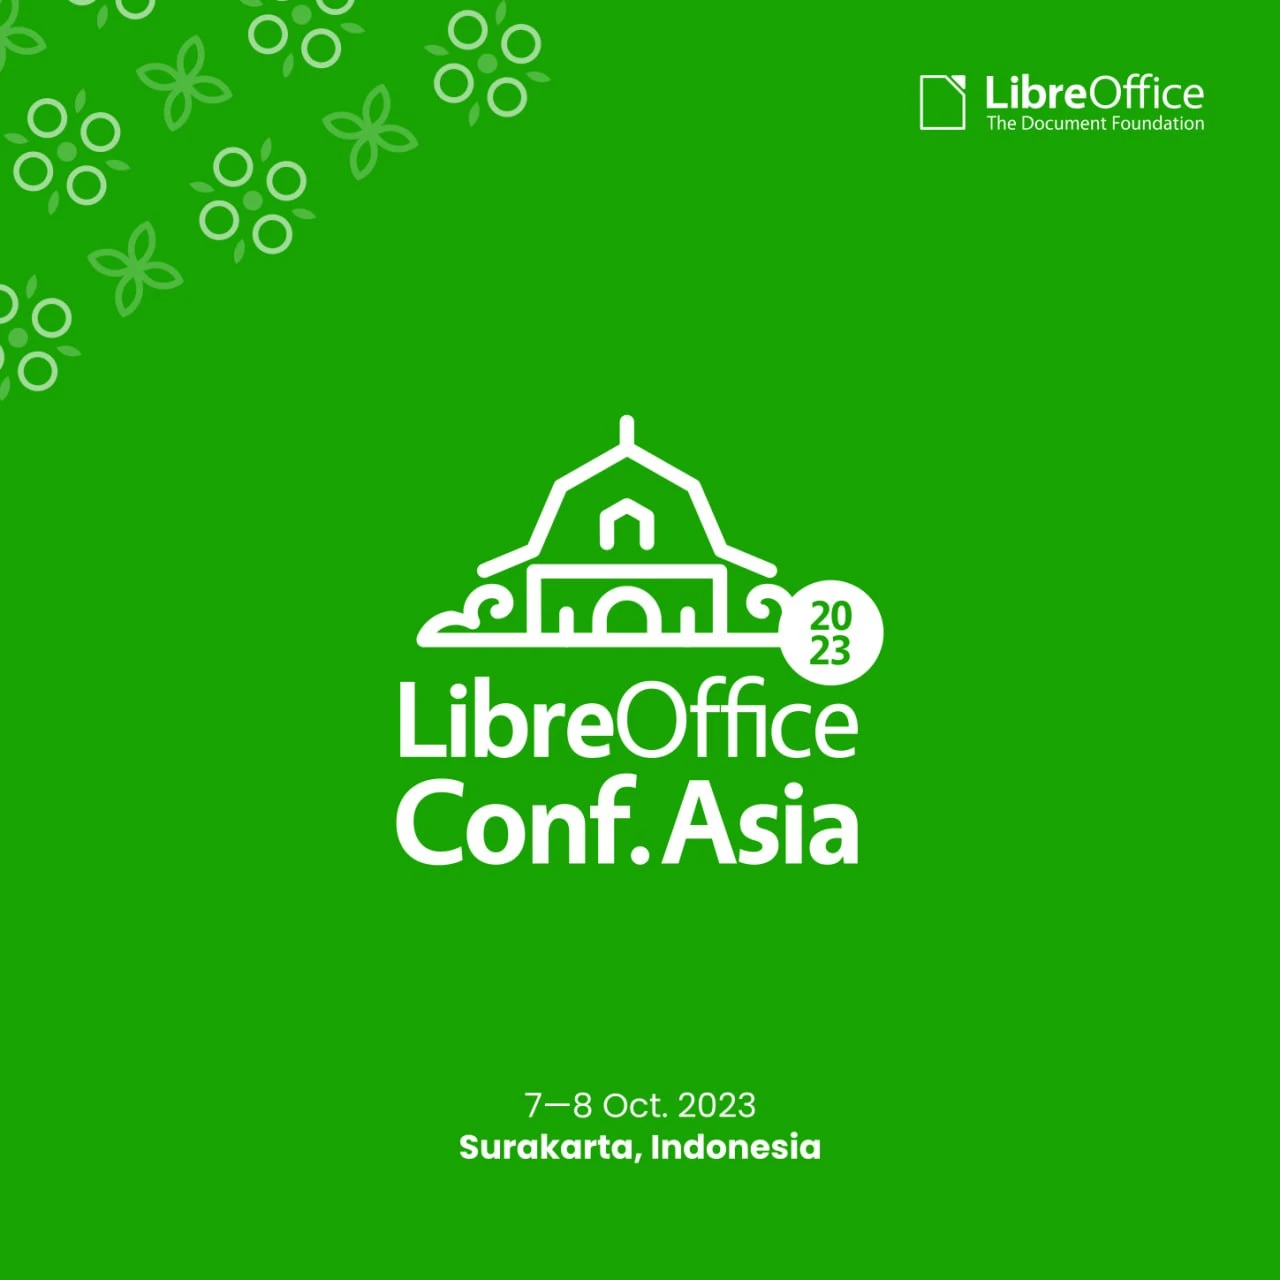 LibreOffice
The Document Foundation
20
23
LibreOffice
Conf.Asia
7—8 Oct. 2023
Surakarta, Indonesia